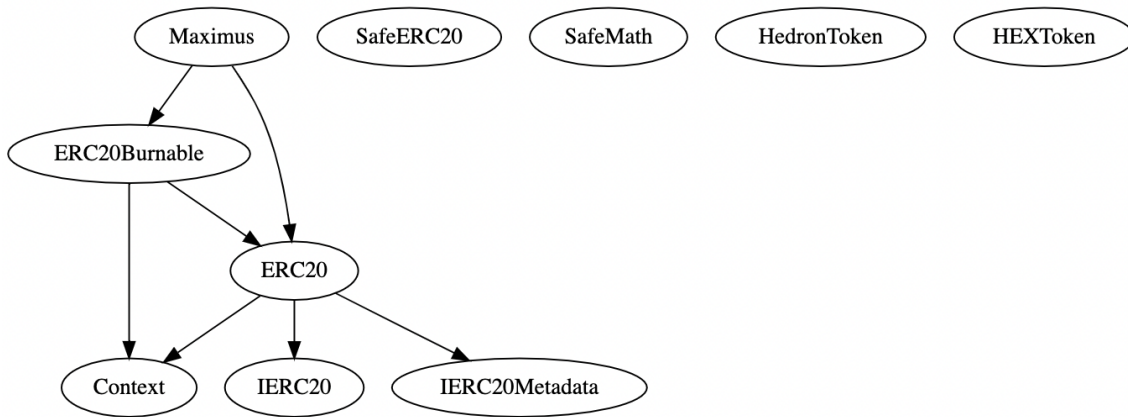 Maximus
SafeERC20
SafeMath
HedronToken
HEXToken
ERC20Burnable
ERC20
Context
IERC20
IERC20Metadata